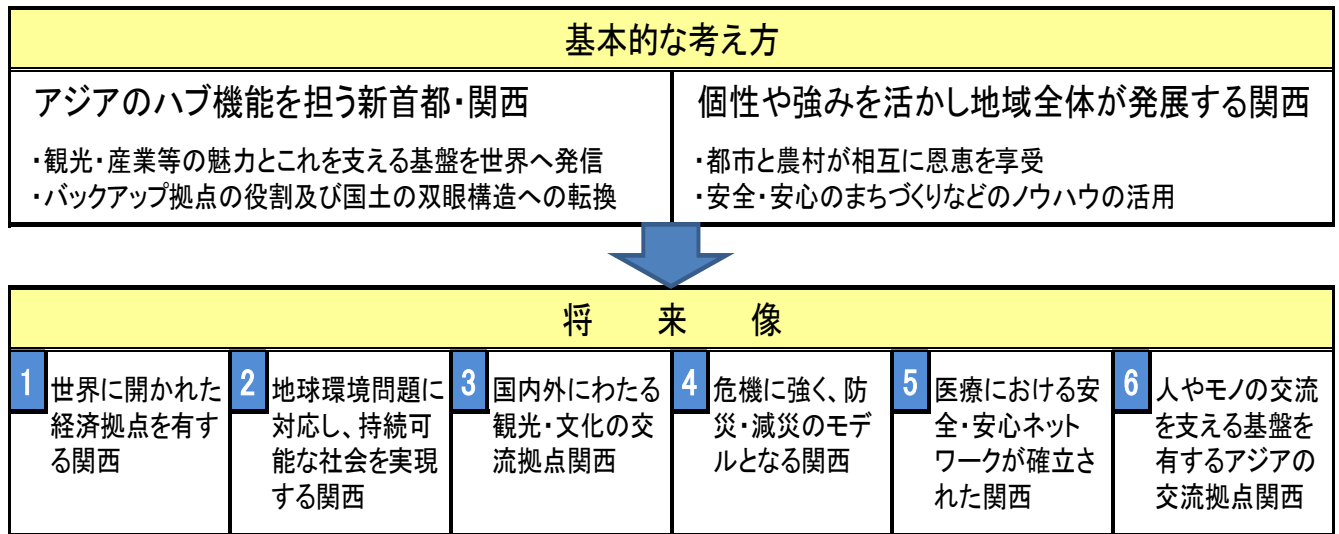 基本的な考え方
アジアのハブ機能を担う新首都・関西
・観光・産業等の魅力とこれを支える基盤を世界へ発信
・バックアップ拠点の役割及び国土の双眼構造への転換
個性や強みを活かし地域全体が発展する関西
・都市と農村が相互に恩恵を享受
・安全・安心のまちづくりなどのノウハウの活用
将来像
1
世界に開かれた
経済拠点を有す
る関西
2
地球環境問題に
対応し、持続可
能な社会を実現
する関西
3
国内外にわたる
観光・文化の交
流拠点関西
4
危機に強く、防
災・減災のモデ
ルとなる関西
5
医療における安
全・安心ネット
ワークが確立さ
れた関西
6
人やモノの交流
を支える基盤を
有するアジアの
交流拠点関西